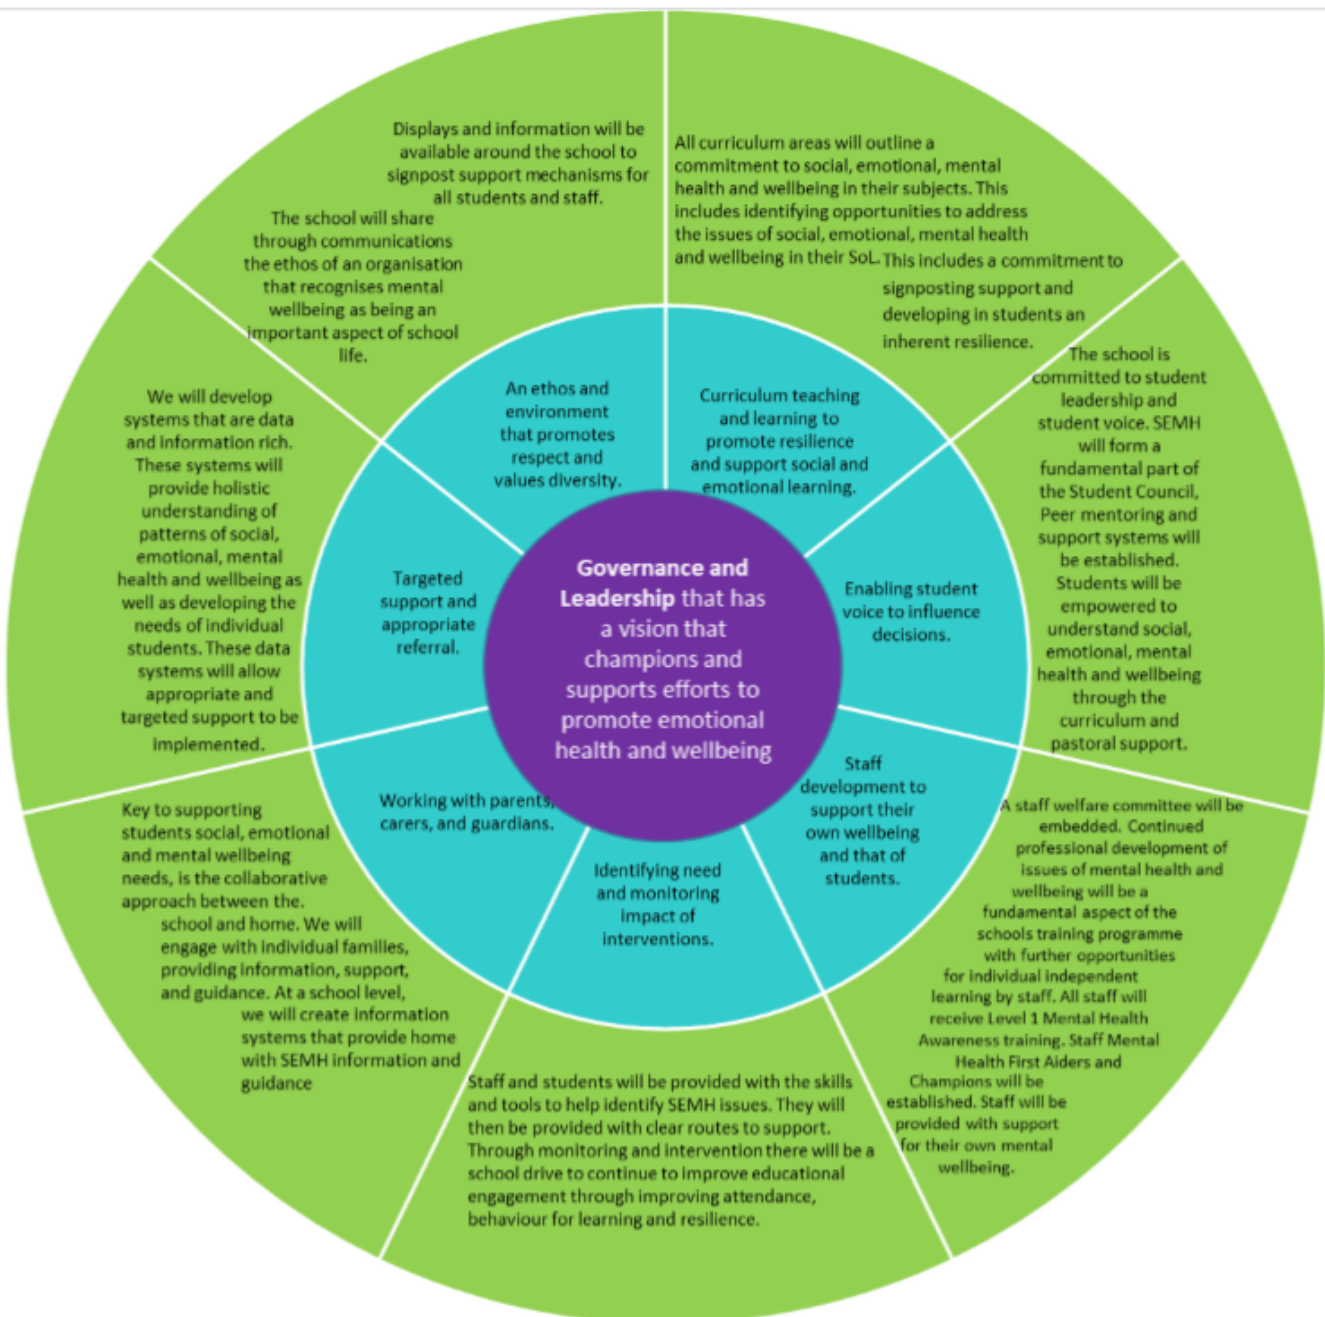 Displays and information will be
available around the school to
signpost support mechanisms for
all students and staff.
The school will share
through communications
the ethos of an organisation
that recognises mental
wellbeing as being an
important aspect of school
life.
All curriculum areas will outline a
commitment to social, emotional, mental
health and wellbeing in their subjects. This
includes identifying opportunities to address
the issues of social, emotional, mental health
and wellbeing in their SoL. This includes a commitment to
signposting support and
developing in students an
inherent resilience.
The school is
committed to student
leadership and
student voice. SEMH
will form a
fundamental part of
the Student Council,
Peer mentoring and
support systems will
be established.
Students will be
empowered to
understand social,
emotional, mental
health and wellbeing
through the
curriculum and
pastoral support.
A staff welfare committee will be
embedded. Continued
professional development of
issues of mental health and
wellbeing will be a
fundamental aspect of the
schools training programme
with further opportunities
for individual independent
learning by staff. All staff will
receive Level 1 Mental Health
Awareness training. Staff Mental
Health First Aiders and
Champions will be
established. Staff will be
provided with support
for their own mental
wellbeing.
Staff and students will be provided with the skills
and tools to help identify SEMH issues. They will
then be provided with clear routes to support.
Through monitoring and intervention there will be a
school drive to continue to improve educational
engagement through improving attendance,
behaviour for learning and resilience.
Key to supporting
students social, emotional
and mental wellbeing
needs, is the collaborative
approach between the.
school and home. We will
engage with individual families,
providing information, support,
and guidance. At a school level,
we will create information
systems that provide home
with SEMH information and
guidance
We will develop
systems that are data
and information rich.
These systems will
provide holistic
understanding of
patterns of social,
emotional, mental
health and wellbeing as
well as developing the
needs of individual
students. These data
systems will allow
appropriate and
targeted support to be
implemented.
An ethos and
environment
that promotes
respect and
values diversity.
Curriculum teaching
and learning to
promote resilience
and support social and
emotional learning.
Enabling student
voice to influence
decisions.
Staff
development to
support their
own wellbeing
and that of
students.
Identifying need
and monitoring
impact of
interventions.
Working with parents,
carers, and guardians.
Targeted
support and
appropriate
referral.
Governance and
Leadership that has
a vision that
champions and
supports efforts to
promote emotional
health and wellbeing